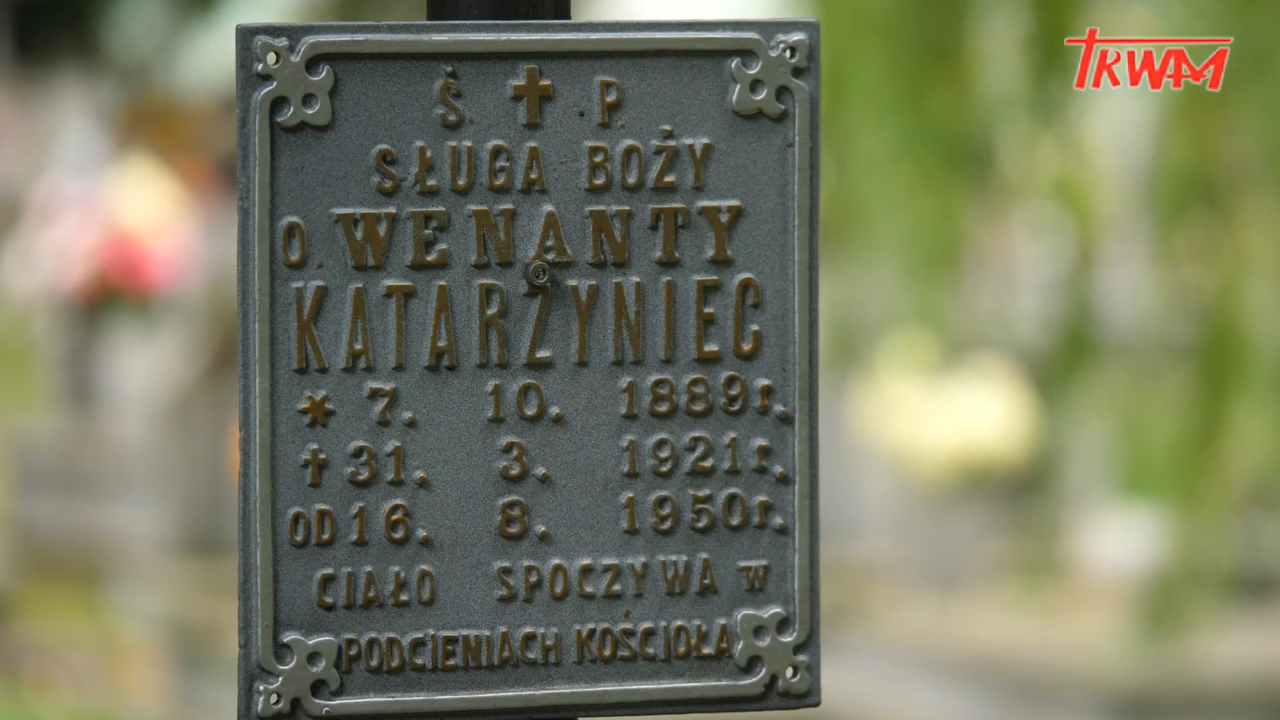 TRWAM
Ś. ✝ P.
SŁUGA BOŻY
O. WENANTY
KATARZYNIEC
* 7. 10. 1889r.
† 31. 3. 1921r.
OD 16. 8. 1950r.
CIAŁO SPOCZYWA w
PODCIENIACH KOŚCIOŁA